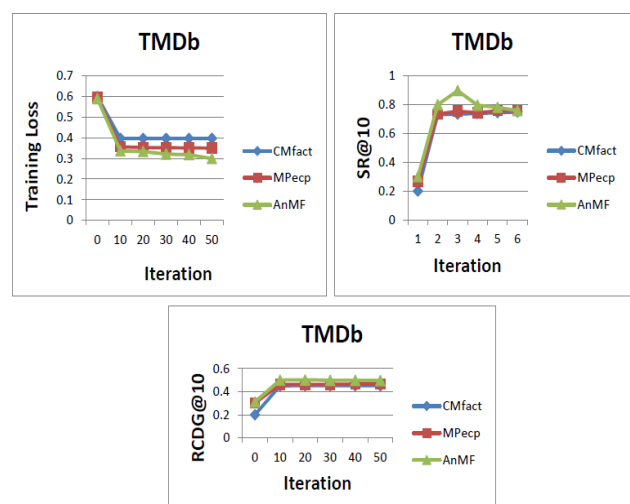 TMDb
Training Loss
0.7
0.6
0.5
0.4
0.3
0.2
0.1
0
0 10 20 30 40 50
Iteration
CMfact
MPecp
AnMF
TMDb
SR@10
1
0.8
0.6
0.4
0.2
0
1 2 3 4 5 6
Iteration
CMfact
MPecp
AnMF
TMDb
RCDG@10
0.6
0.4
0.2
0
0 10 20 30 40 50
Iteration
CMfact
MPecp
AnMF